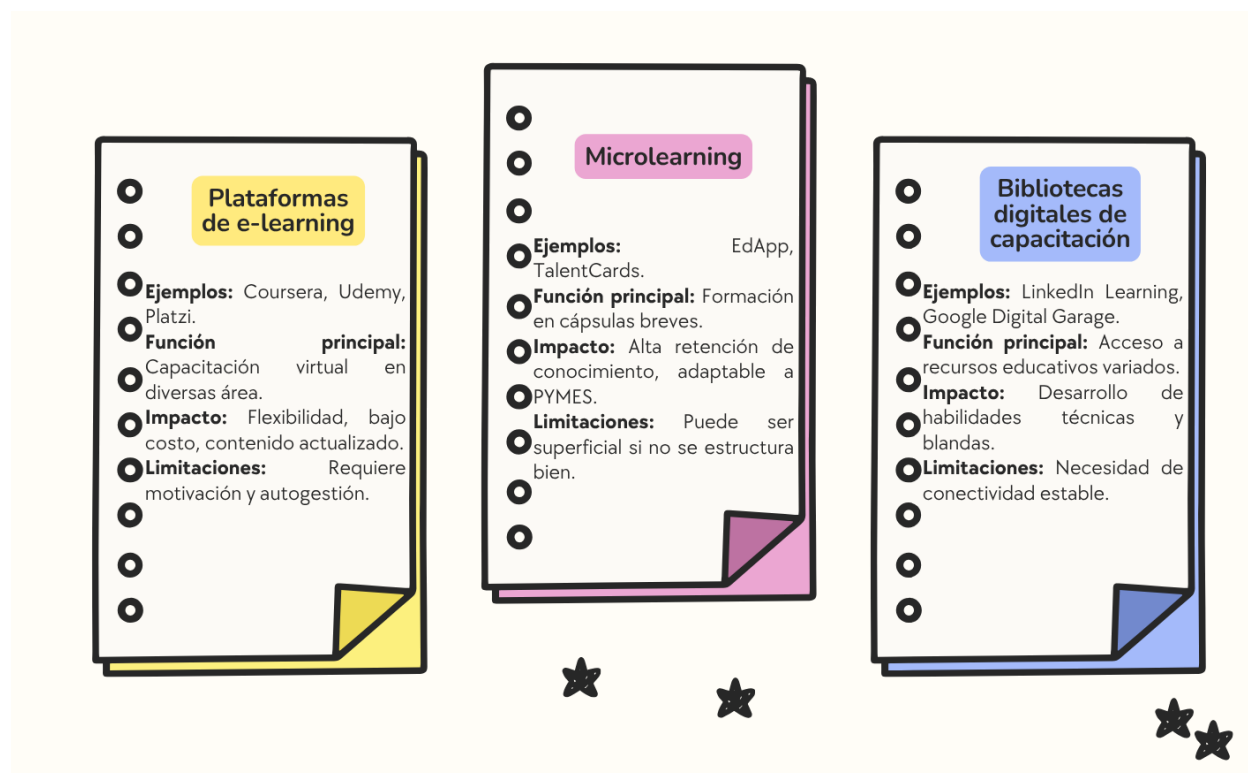 Plataformas
de e-learning
Ejemplos: Coursera, Udemy,
Platzi.
Función principal:
Capacitación virtual en
diversas área.
Impacto: Flexibilidad, bajo
costo, contenido actualizado.
Limitaciones: Requiere
motivación y autogestión.
Microlearning
Ejemplos: EdApp,
TalentCards.
Función principal: Formación
en cápsulas breves.
Impacto: Alta retención de
conocimiento, adaptable a
PYMES.
Limitaciones: Puede ser
superficial si no se estructura
bien.
Bibliotecas
digitales de
capacitación
Ejemplos: LinkedIn Learning,
Google Digital Garage.
Función principal: Acceso a
recursos educativos variados.
Impacto: Desarrollo de
habilidades técnicas y
blandas.
Limitaciones: Necesidad de
conectividad estable.